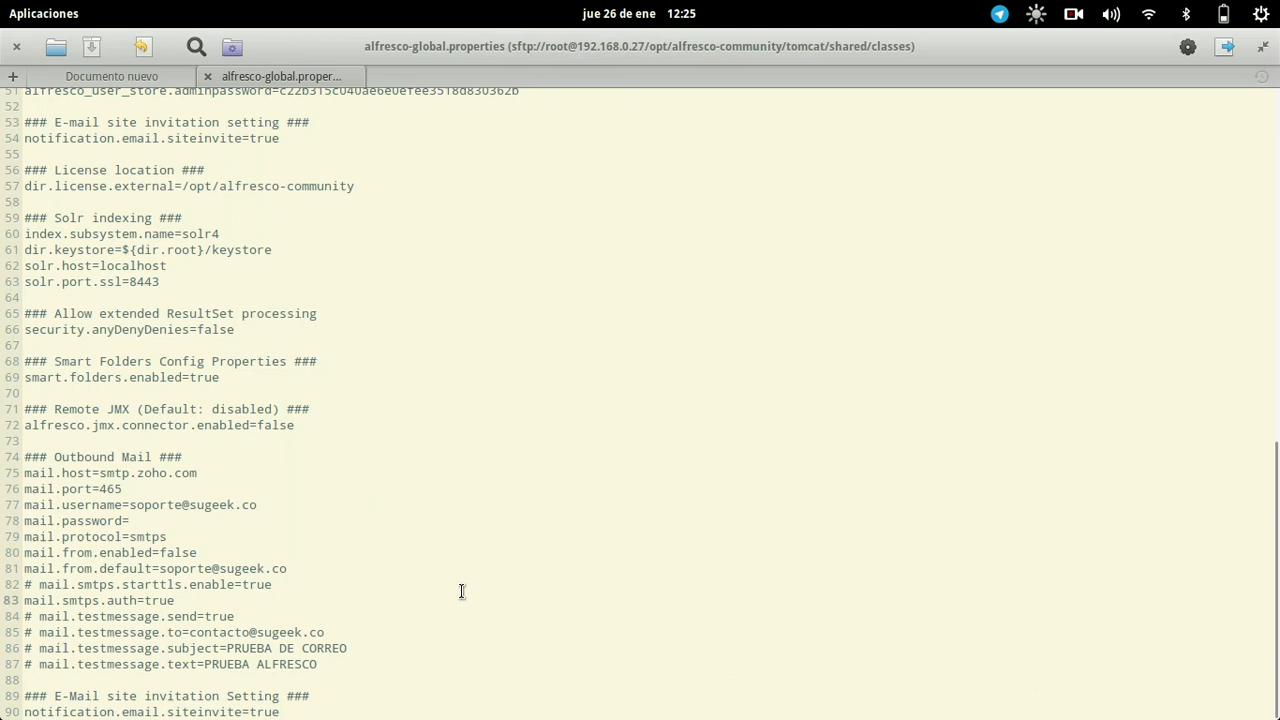 Aplicaciones
jue 26 de ene 12:25
alfresco-global.properties (sftp://root@192.168.0.27/opt/alfresco-community/tomcat/shared/classes)
Documento nuevo
alfresco-global.proper...
51 alfresco_user_store.adminpassword=c22b315c040ae6e0efee3518d830362b
52
53 ### E-mail site invitation setting ###
54 notification.email.siteinvite=true
55
56 ### License location ###
57 dir.license.external=/opt/alfresco-community
58
59 ### Solr indexing ###
60 index.subsystem.name=solr4
61 dir.keystore=${dir.root}/keystore
62 solr.host=localhost
63 solr.port.ssl=8443
64
65 ### Allow extended ResultSet processing
66 security.anyDenyDenies=false
67
68 ### Smart Folders Config Properties ###
69 smart.folders.enabled=true
70
71 ### Remote JMX (Default: disabled) ###
72 alfresco.jmx.connector.enabled=false
73
74 ### Outbound Mail ###
75 mail.host=smtp.zoho.com
76 mail.port=465
77 mail.username=soporte@sugeek.co
78 mail.password=
79 mail.protocol=smtps
80 mail.from.enabled=false
81 mail.from.default=soporte@sugeek.co
82 # mail.smtps.starttls.enable=true
83 mail.smtps.auth=true
84 # mail.testmessage.send=true
85 # mail.testmessage.to=contacto@sugeek.co
86 # mail.testmessage.subject=PRUEBA DE CORREO
87 # mail.testmessage.text=PRUEBA ALFRESCO
88
89 ### E-Mail site invitation Setting ###
90 notification.email.siteinvite=true